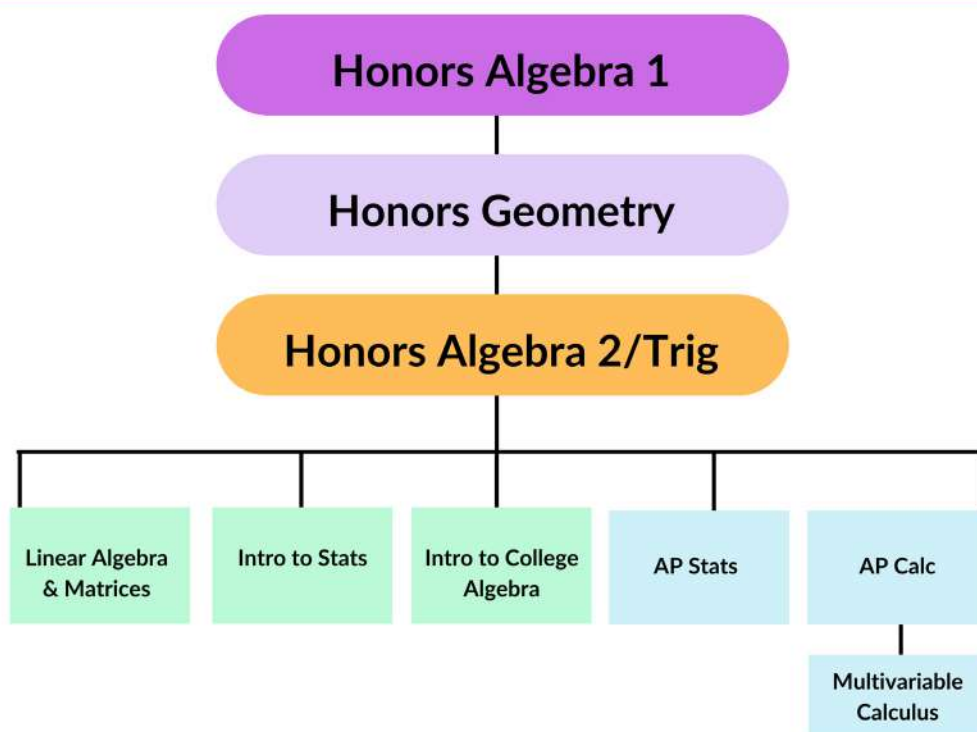 Honors Algebra 1
Honors Geometry
Honors Algebra 2/Trig
Linear Algebra
& Matrices
Intro to Stats
Intro to College
Algebra
AP Stats
AP Calc
Multivariable
Calculus